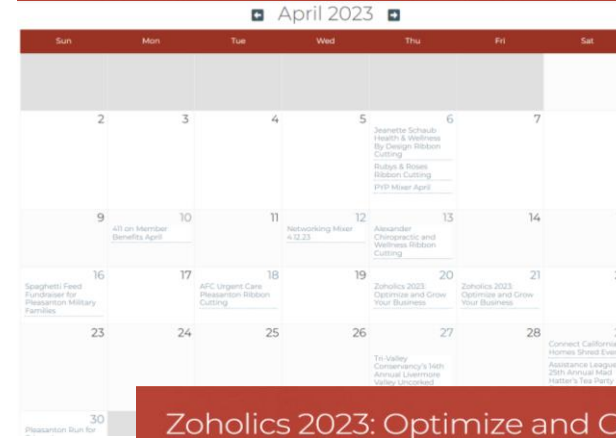 April 2023
Sun Mon Tue Wed Thu Fri Sat
2 3 4 5 6 7
Jeanette Schaub
Health & Wellness
By Design Ribbon
Cutting
Rubys & Roses
Ribbon Cutting
PYP Mixer April
9 10 11 12 13 14
411 on Member
Benefits April
Networking Mixer
4.12.23
Alexander
Chiropractic and
Wellness Ribbon
Cutting
16 17 18 19 20 21
Spaghetti Feed
Fundraiser for
Pleasanton Military
Families
AFC Urgent Care
Pleasanton Ribbon
Cutting
Zoholics 2023:
Optimize and Grow
Your Business
Zoholics 2023:
Optimize and Grow
Your Business
23 24 25 26 27 28
Tri-Valley
Conservancy's 14th
Annual Livermore
Valley Uncorked
Connect California
Homes Shred Even
Assistance League
25th Annual Mad
Hatter's Tea Party
30
Pleasanton Run for
Zoholics 2023: Optimize and G